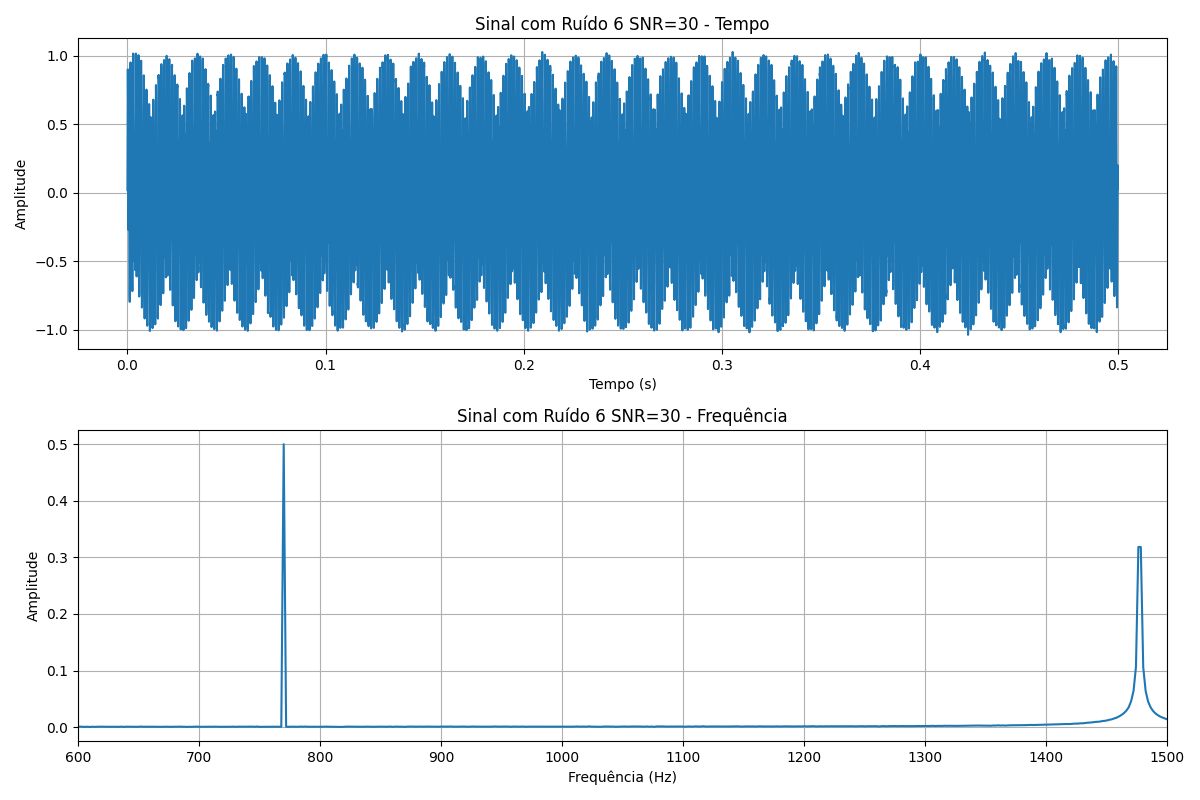 Sinal com Ruído 6 SNR=30 - Tempo
1.0
0.5
0.0
−0.5
−1.0
Amplitude
0.0 0.1 0.2 0.3 0.4 0.5
Tempo (s)
Sinal com Ruído 6 SNR=30 - Frequência
0.5
0.4
0.3
0.2
0.1
0.0
Amplitude
600 700 800 900 1000 1100 1200 1300 1400 1500
Frequência (Hz)